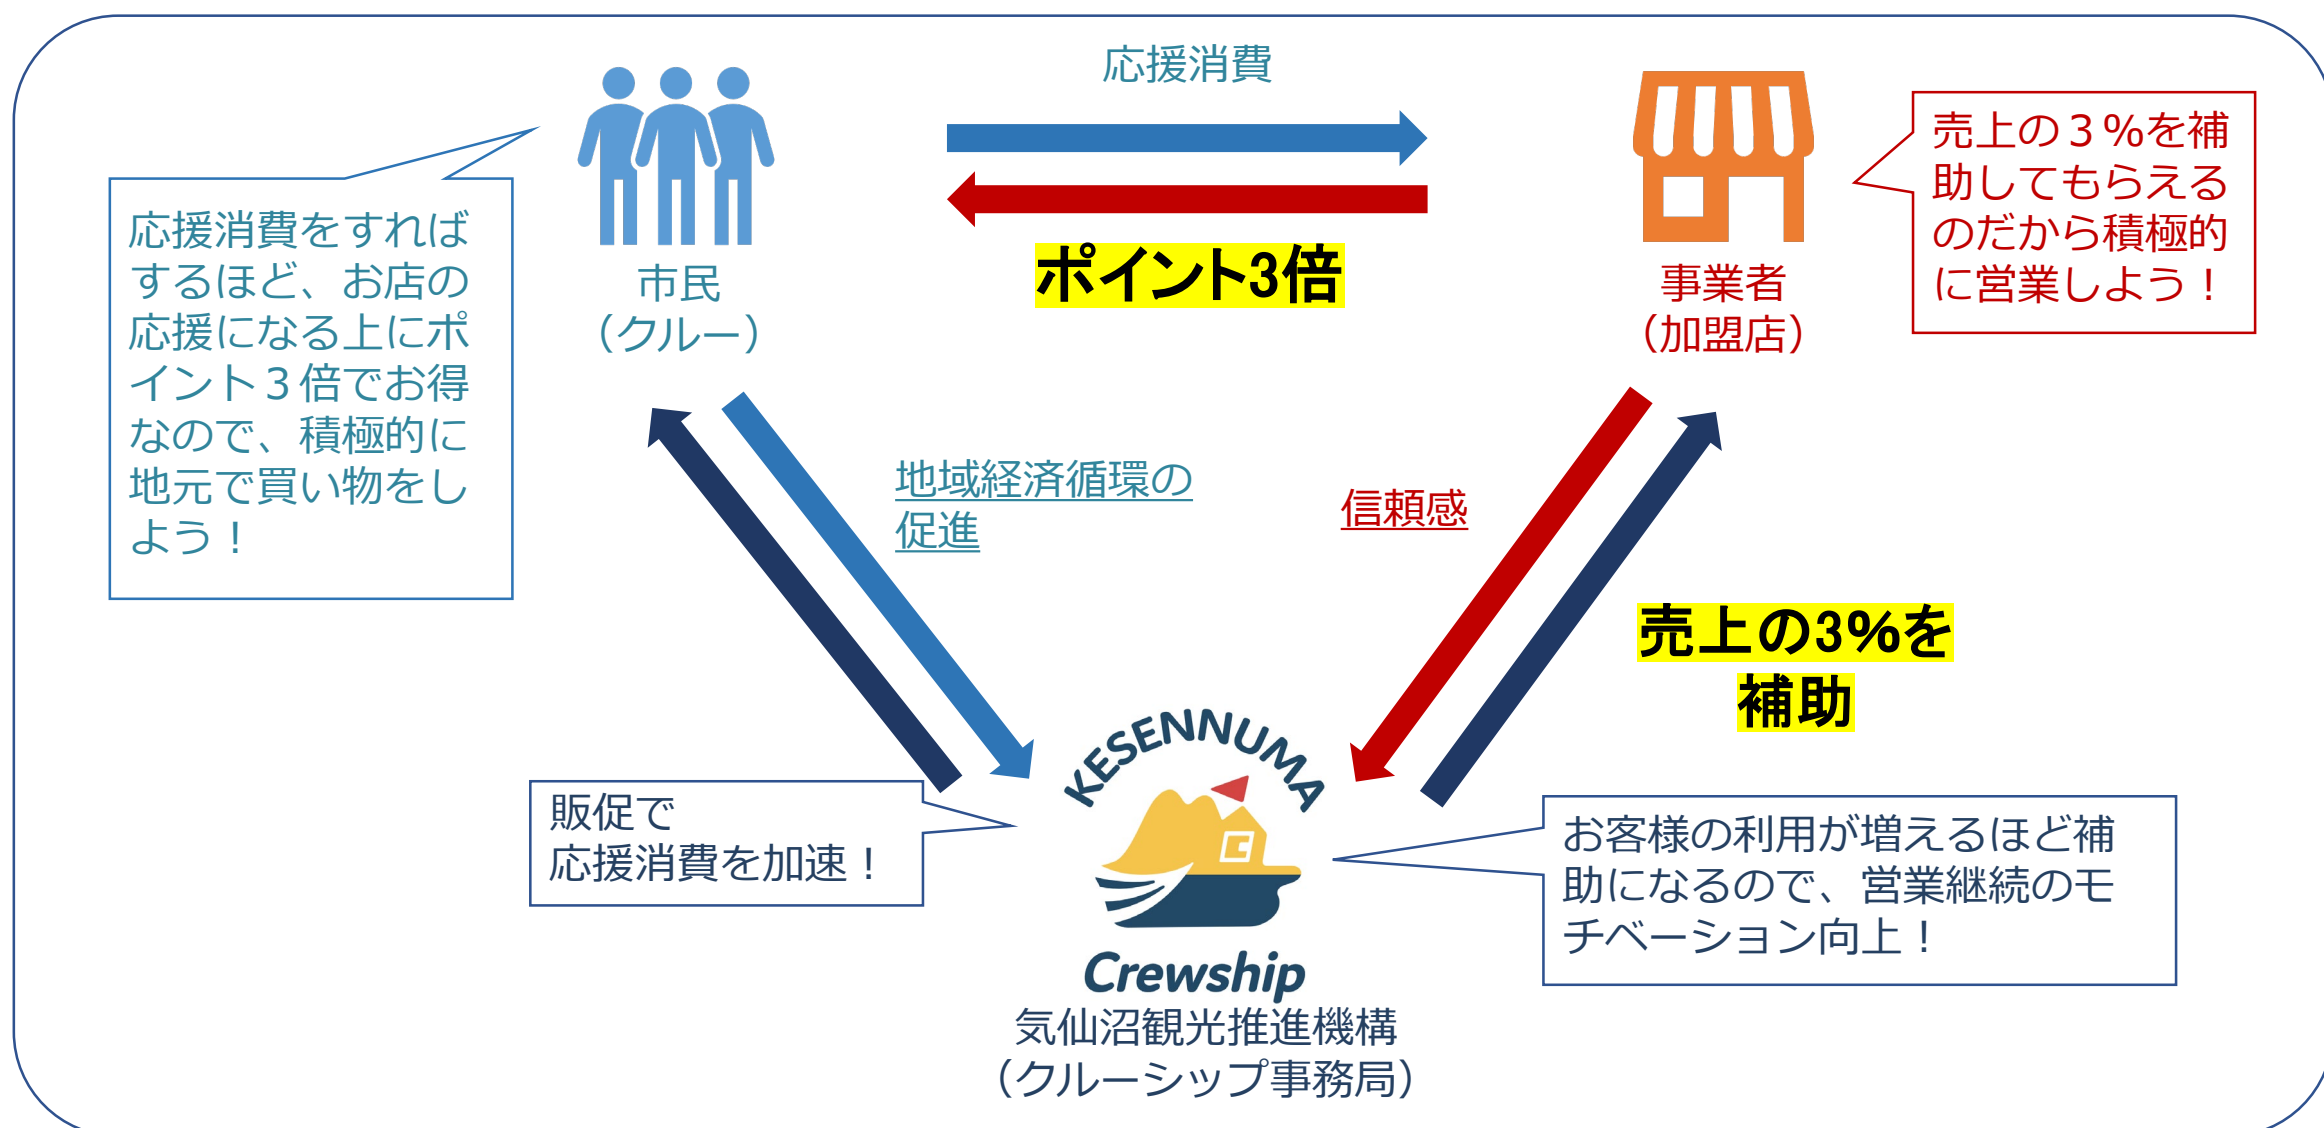 応援消費
応援消費をすれば
するほど、お店の
応援になる上にポ
イント３倍でお得
なので、積極的に
地元で買い物をし
よう！
市民
（クルー）
ポイント3倍
事業者
（加盟店）
売上の３%を補
助してもらえる
のだから積極的
に営業しよう！
地域経済循環の
促進
信頼感
売上の3%を
補助
販促で
応援消費を加速！
KESENNUMA
Crewship
気仙沼観光推進機構
（クルーシップ事務局）
お客様の利用が増えるほど補
助になるので、営業継続のモ
チベーション向上！